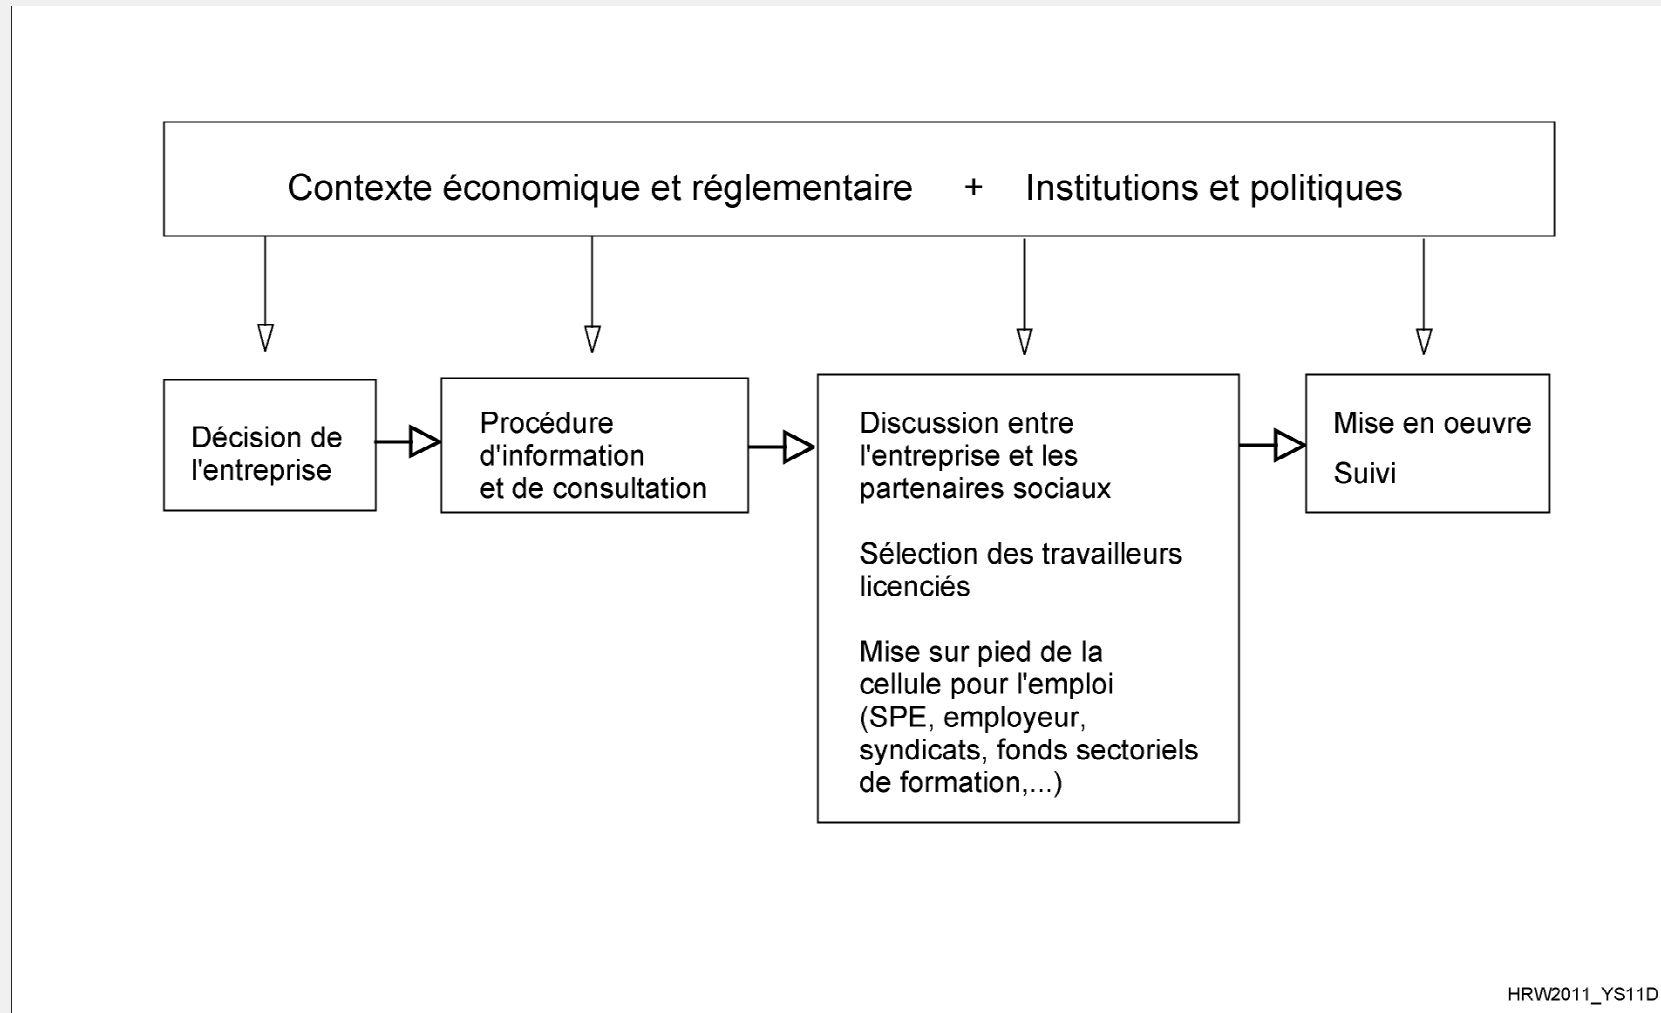 Contexte économique et réglementaire + Institutions et politiques
Décision de
l'entreprise
Procédure
d'information
et de consultation
Discussion entre
l'entreprise et les
partenaires sociaux
Sélection des travailleurs
licenciés
Mise sur pied de la
cellule pour l'emploi
(SPE, employeur,
syndicats, fonds sectoriels
de formation,...)
Mise en oeuvre
Suivi
HRW2011_YS11D